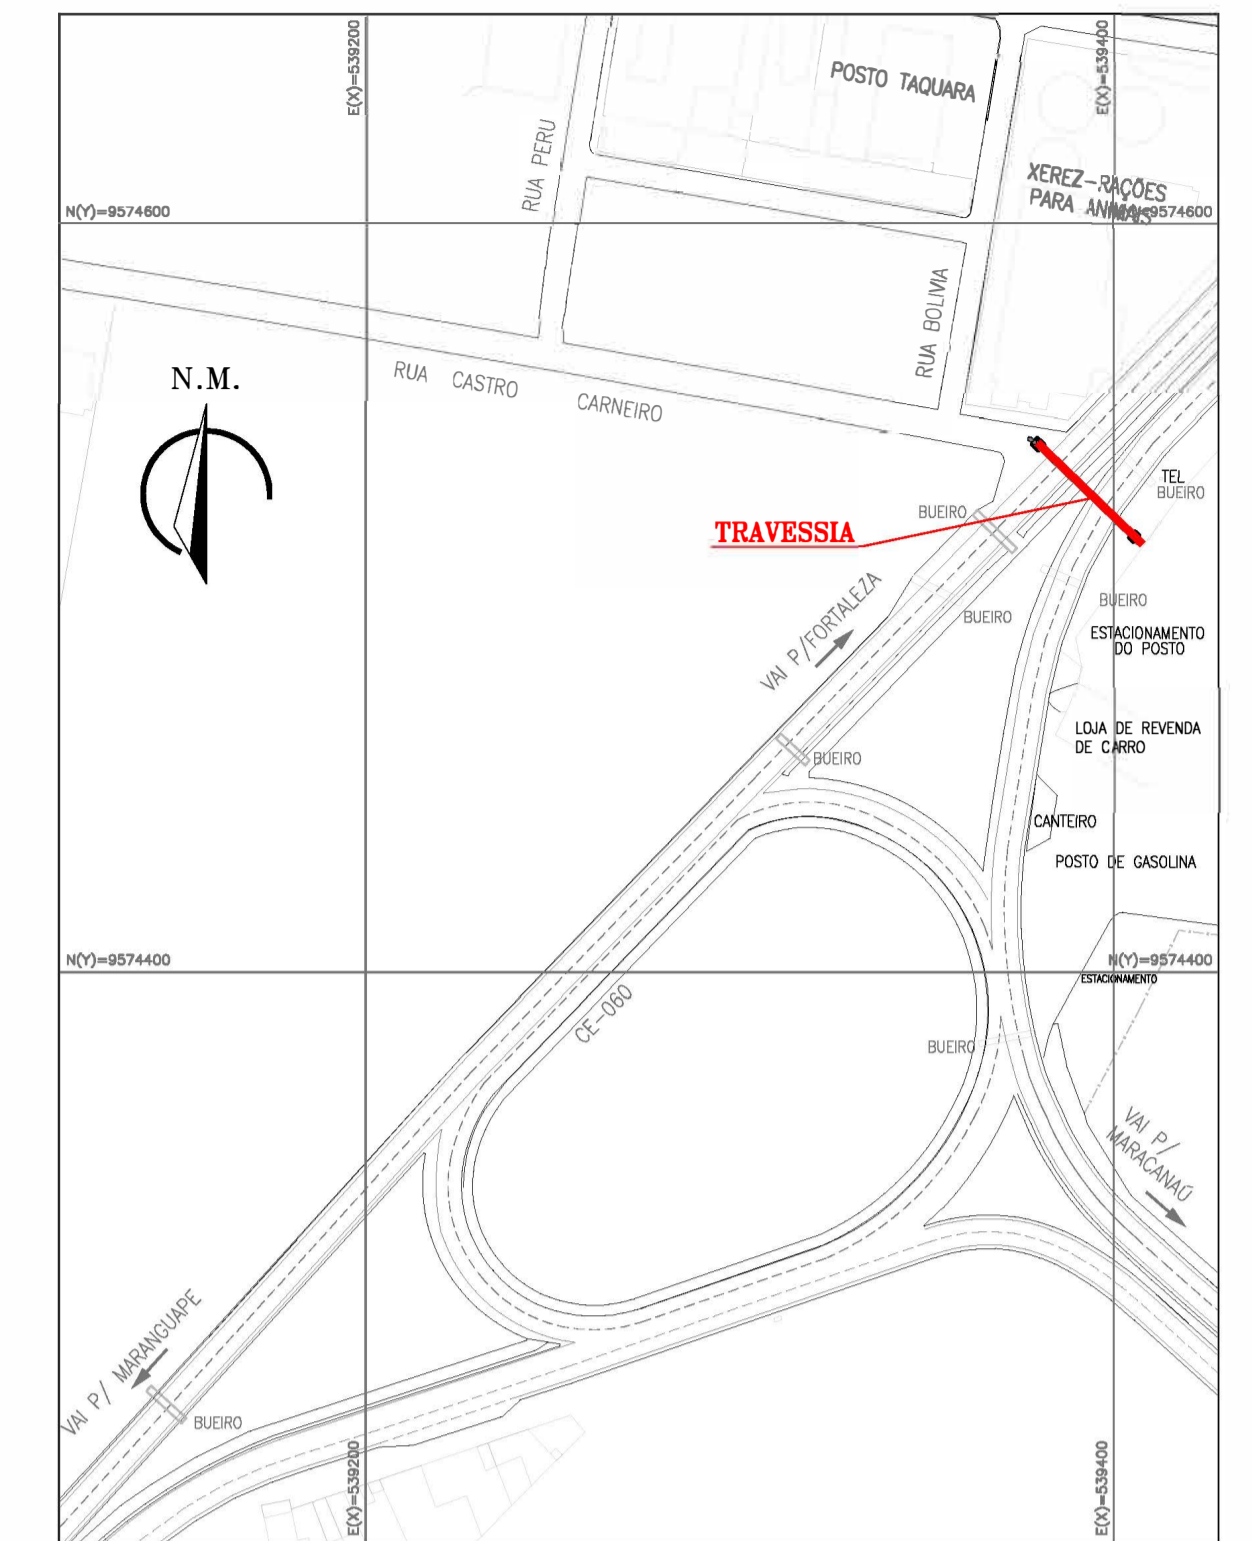 E(X)=539200
E(X)=539400
POSTO TAQUARA
RUA PERU
XEREZ-RAÇÕES
PARA ANIMAIS
N(Y)=9574600
N(Y)=9574600
RUA BOLIVIA
N.M.
RUA CASTRO CARNEIRO
TEL
BUEIRO
BUEIRO
TRAVESSIA
BUEIRO
BUEIRO
VAI P/FORTALEZA
ESTACIONAMENTO
DO POSTO
LOJA DE REVENDA
DE CARRO
BUEIRO
CANTEIRO
POSTO DE GASOLINA
N(Y)=9574400
N(Y)=9574400
ESTACIONAMENTO
CE-060
BUEIRO
VAI P/
MARACANAÚ
VAI P/ MARANGUAPE
BUEIRO
E(X)=539200
E(X)=539400